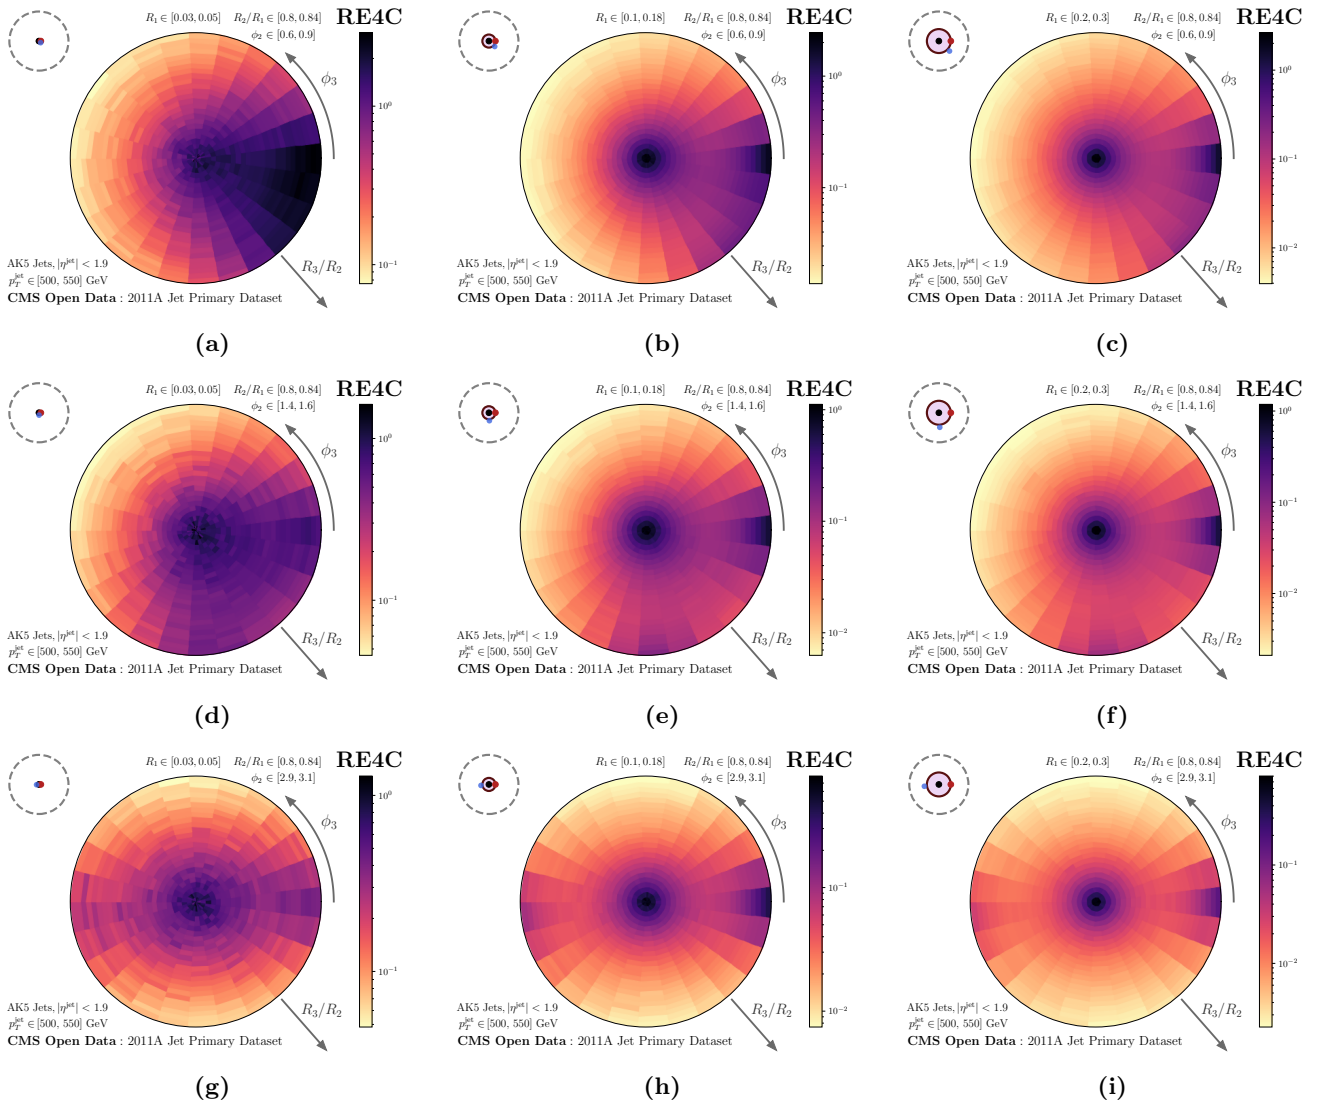 R₁ ∈ [0.03, 0.05] R₂/R₁ ∈ [0.8, 0.84] RE4C
ϕ₂ ∈ [0.6, 0.9]
ϕ₃
10⁰
10⁻¹
R₃/R₂
AK5 Jets, |η^jet| < 1.9
p_T^jet ∈ [500, 550] GeV
CMS Open Data : 2011A Jet Primary Dataset
(a)
R₁ ∈ [0.1, 0.18] R₂/R₁ ∈ [0.8, 0.84] RE4C
ϕ₂ ∈ [0.6, 0.9]
ϕ₃
10⁰
10⁻¹
R₃/R₂
AK5 Jets, |η^jet| < 1.9
p_T^jet ∈ [500, 550] GeV
CMS Open Data : 2011A Jet Primary Dataset
(b)
R₁ ∈ [0.2, 0.3] R₂/R₁ ∈ [0.8, 0.84] RE4C
ϕ₂ ∈ [0.6, 0.9]
ϕ₃
10⁰
10⁻¹
10⁻²
R₃/R₂
AK5 Jets, |η^jet| < 1.9
p_T^jet ∈ [500, 550] GeV
CMS Open Data : 2011A Jet Primary Dataset
(c)
R₁ ∈ [0.03, 0.05] R₂/R₁ ∈ [0.8, 0.84] RE4C
ϕ₂ ∈ [1.4, 1.6]
ϕ₃
10⁰
10⁻¹
R₃/R₂
AK5 Jets, |η^jet| < 1.9
p_T^jet ∈ [500, 550] GeV
CMS Open Data : 2011A Jet Primary Dataset
(d)
R₁ ∈ [0.1, 0.18] R₂/R₁ ∈ [0.8, 0.84] RE4C
ϕ₂ ∈ [1.4, 1.6]
ϕ₃
10⁰
10⁻¹
10⁻²
R₃/R₂
AK5 Jets, |η^jet| < 1.9
p_T^jet ∈ [500, 550] GeV
CMS Open Data : 2011A Jet Primary Dataset
(e)
R₁ ∈ [0.2, 0.3] R₂/R₁ ∈ [0.8, 0.84] RE4C
ϕ₂ ∈ [1.4, 1.6]
ϕ₃
10⁰
10⁻¹
10⁻²
R₃/R₂
AK5 Jets, |η^jet| < 1.9
p_T^jet ∈ [500, 550] GeV
CMS Open Data : 2011A Jet Primary Dataset
(f)
R₁ ∈ [0.03, 0.05] R₂/R₁ ∈ [0.8, 0.84] RE4C
ϕ₂ ∈ [2.9, 3.1]
ϕ₃
10⁰
10⁻¹
R₃/R₂
AK5 Jets, |η^jet| < 1.9
p_T^jet ∈ [500, 550] GeV
CMS Open Data : 2011A Jet Primary Dataset
(g)
R₁ ∈ [0.1, 0.18] R₂/R₁ ∈ [0.8, 0.84] RE4C
ϕ₂ ∈ [2.9, 3.1]
ϕ₃
10⁻¹
10⁻²
R₃/R₂
AK5 Jets, |η^jet| < 1.9
p_T^jet ∈ [500, 550] GeV
CMS Open Data : 2011A Jet Primary Dataset
(h)
R₁ ∈ [0.2, 0.3] R₂/R₁ ∈ [0.8, 0.84] RE4C
ϕ₂ ∈ [2.9, 3.1]
ϕ₃
10⁻¹
10⁻²
R₃/R₂
AK5 Jets, |η^jet| < 1.9
p_T^jet ∈ [500, 550] GeV
CMS Open Data : 2011A Jet Primary Dataset
(i)